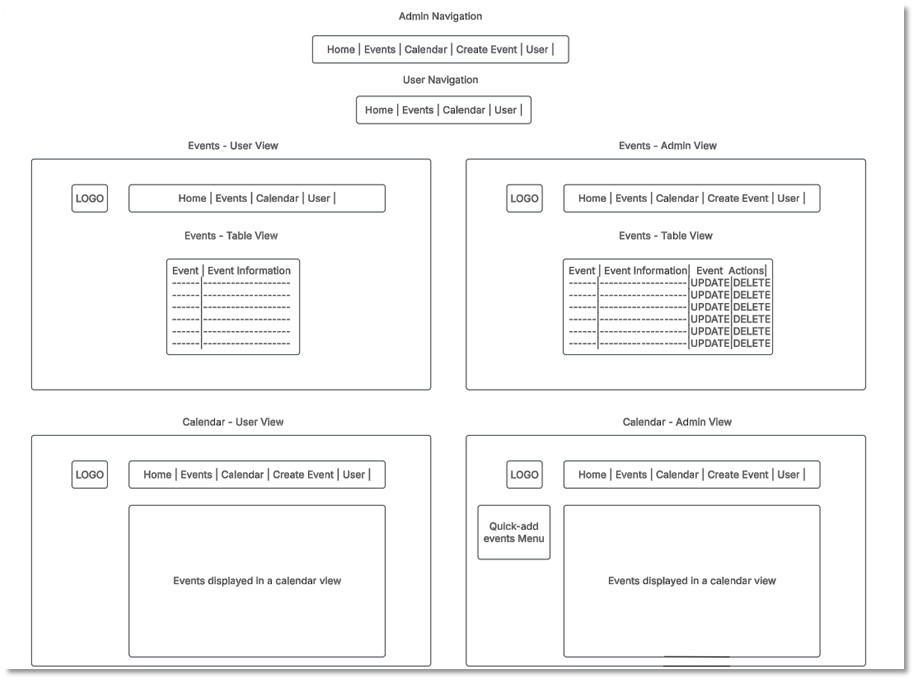 Admin Navigation
Home | Events | Calendar | Create Event | User |
User Navigation
Home | Events | Calendar | User |
Events - User View
LOGO
Home | Events | Calendar | User |
Events - Table View
Event | Event Information
------|-------------------
------|-------------------
------|-------------------
------|-------------------
------|-------------------
------|-------------------
Events - Admin View
LOGO
Home | Events | Calendar | Create Event | User |
Events - Table View
Event | Event Information| Event Actions|
------|-------------------|UPDATE|DELETE
------|-------------------|UPDATE|DELETE
------|-------------------|UPDATE|DELETE
------|-------------------|UPDATE|DELETE
------|-------------------|UPDATE|DELETE
------|-------------------|UPDATE|DELETE
Calendar - User View
LOGO
Home | Events | Calendar | Create Event | User |
Events displayed in a calendar view
Calendar - Admin View
LOGO
Home | Events | Calendar | Create Event | User |
Quick-add
events Menu
Events displayed in a calendar view